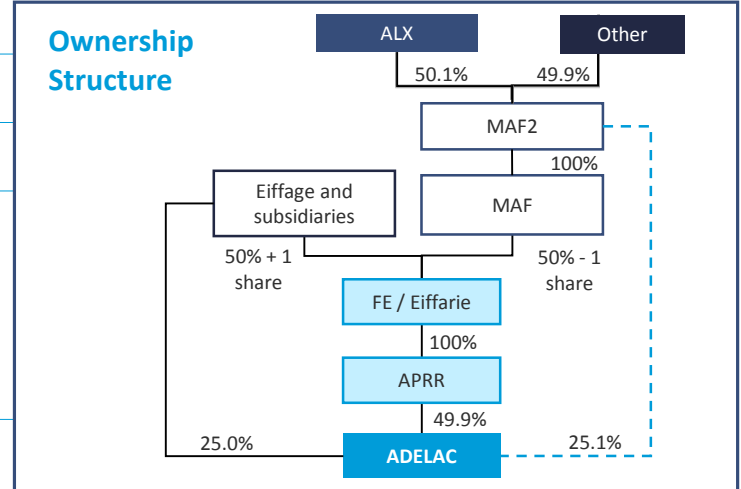 Ownership
Structure
ALX
Other
50.1%
49.9%
MAF2
100%
Eiffage and
subsidiaries
MAF
50% + 1
share
50% - 1
share
FE / Eiffarie
100%
APRR
49.9%
25.0%
ADELAC
25.1%